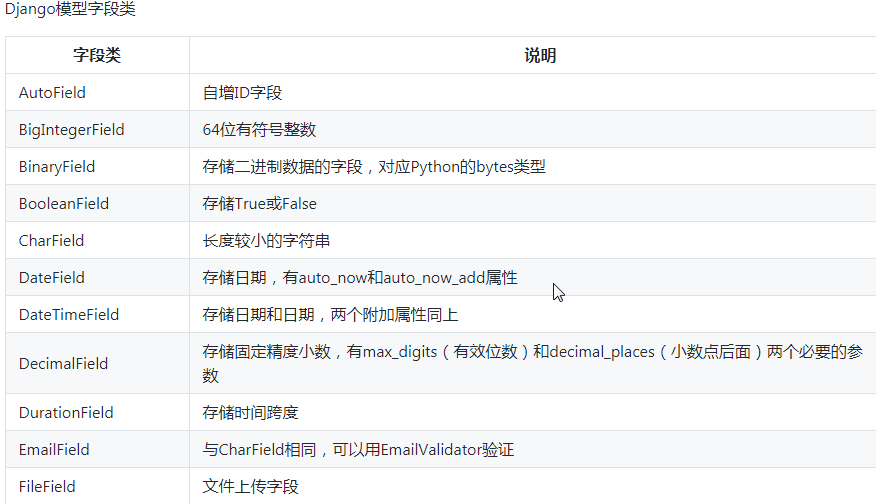 Django模型字段类
字段类 说明
AutoField 自增ID字段
BigIntegerField 64位有符号整数
BinaryField 存储二进制数据的字段，对应Python的bytes类型
BooleanField 存储True或False
CharField 长度较小的字符串
DateField 存储日期，有auto_now和auto_now_add属性
DateTimeField 存储日期和日期，两个附加属性同上
DecimalField 存储固定精度小数，有max_digits（有效位数）和decimal_places（小数点后面）两个必要的参
数
DurationField 存储时间跨度
EmailField 与CharField相同，可以用EmailValidator验证
FileField 文件上传字段